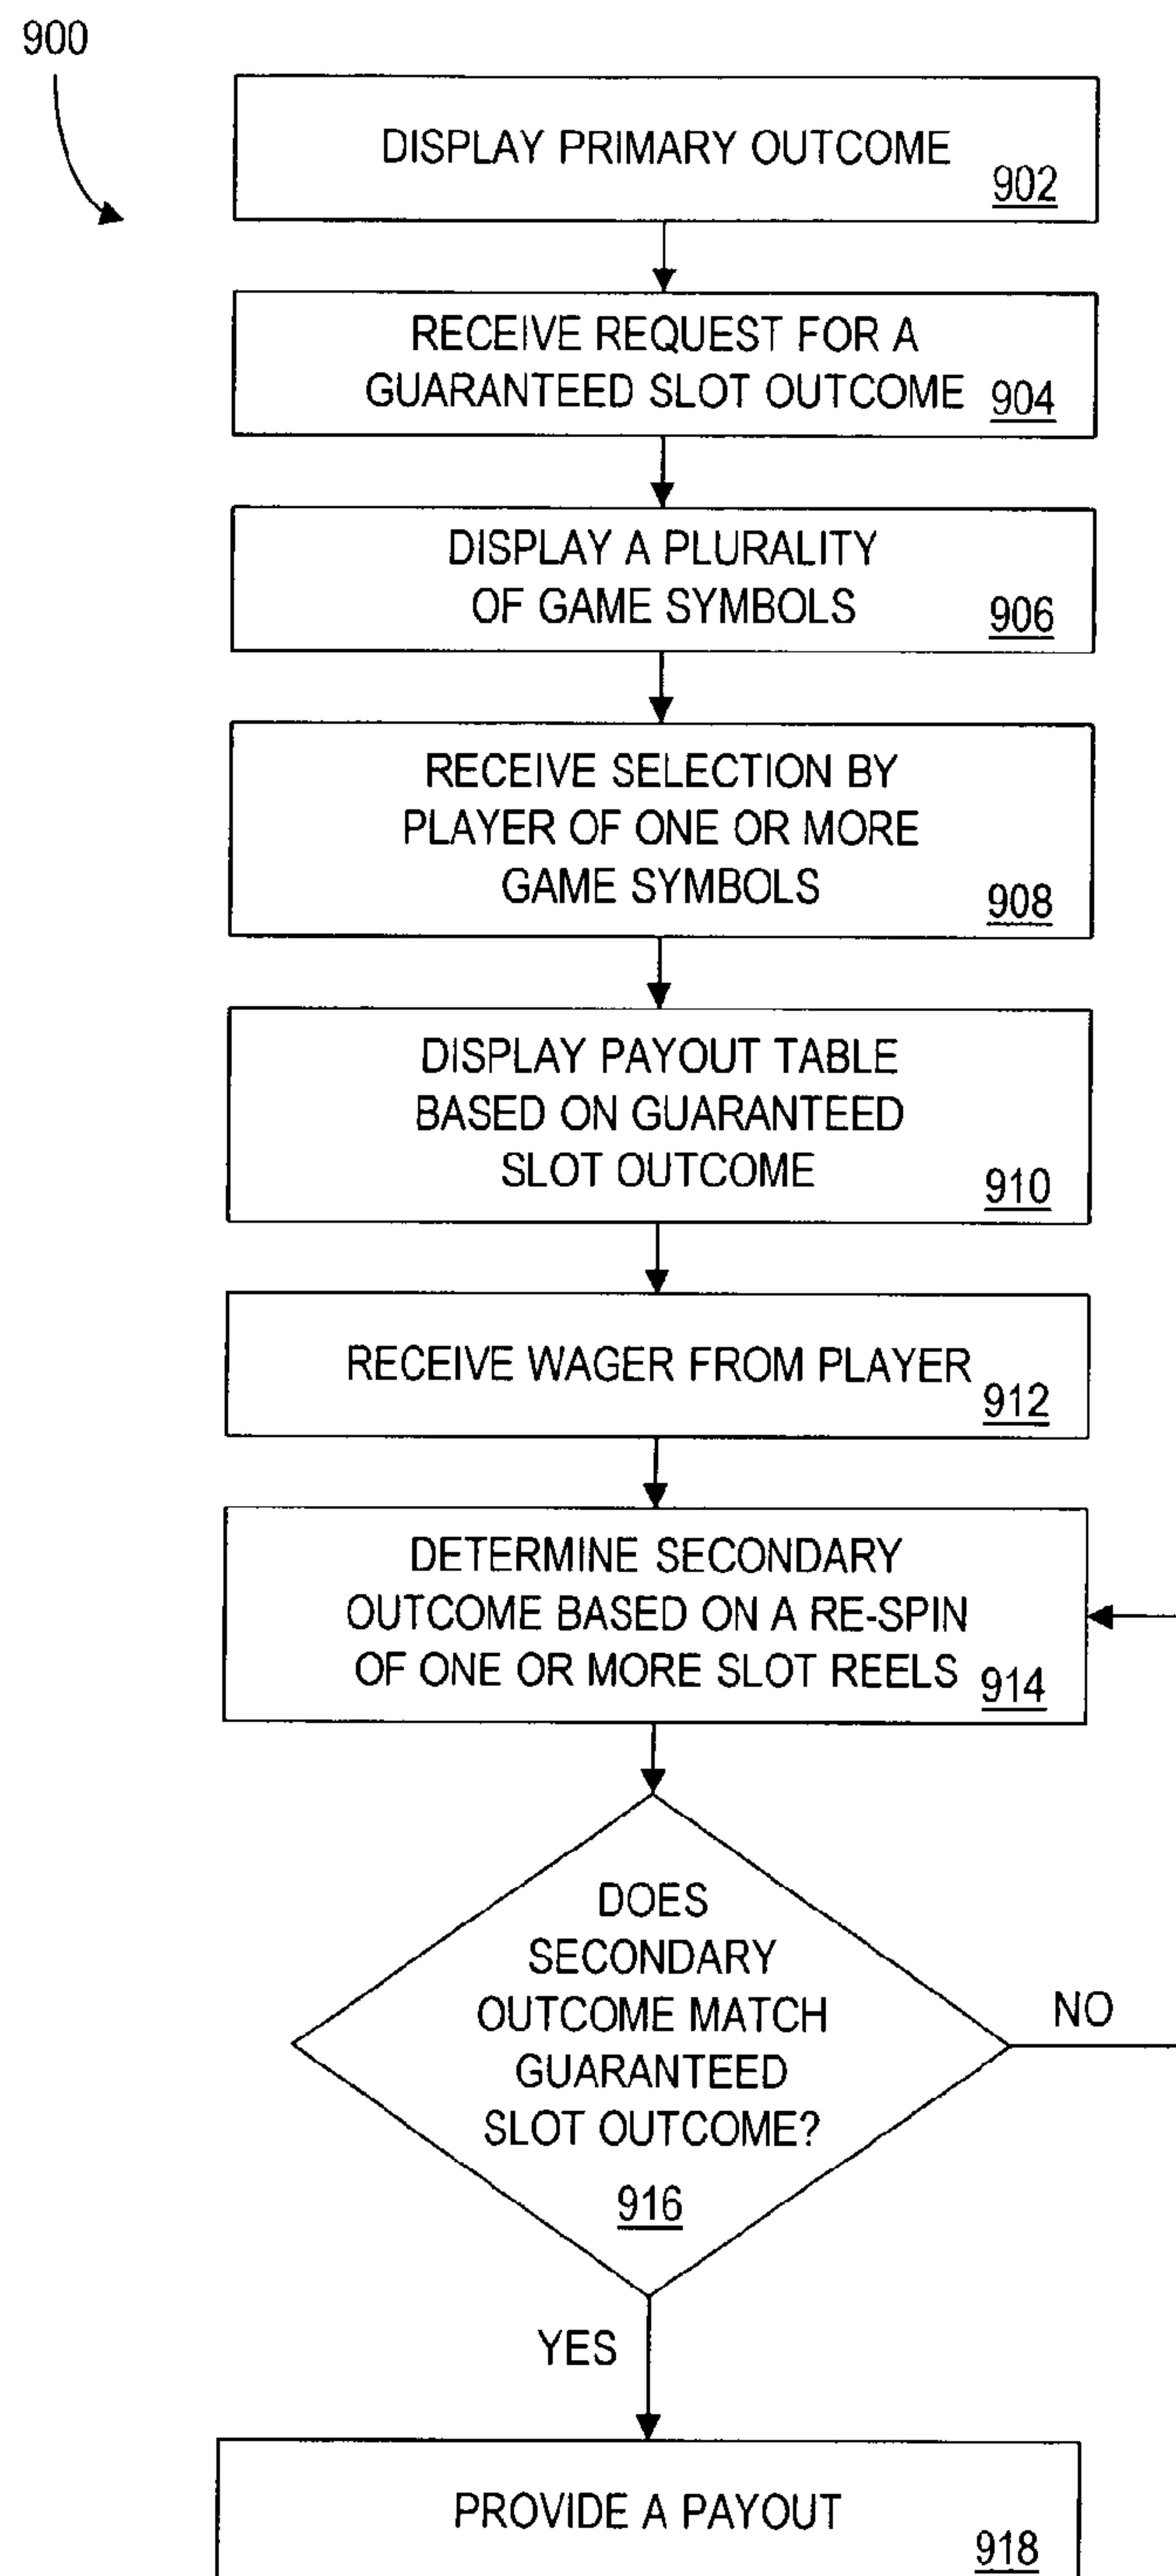 900
DISPLAY PRIMARY OUTCOME
902
RECEIVE REQUEST FOR A
GUARANTEED SLOT OUTCOME
904
DISPLAY A PLURALITY
OF GAME SYMBOLS
906
RECEIVE SELECTION BY
PLAYER OF ONE OR MORE
GAME SYMBOLS
908
DISPLAY PAYOUT TABLE
BASED ON GUARANTEED
SLOT OUTCOME
910
RECEIVE WAGER FROM PLAYER
912
DETERMINE SECONDARY
OUTCOME BASED ON A RE-SPIN
OF ONE OR MORE SLOT REELS
914
DOES
SECONDARY
OUTCOME MATCH
GUARANTEED
SLOT OUTCOME?
916
NO
YES
PROVIDE A PAYOUT
918